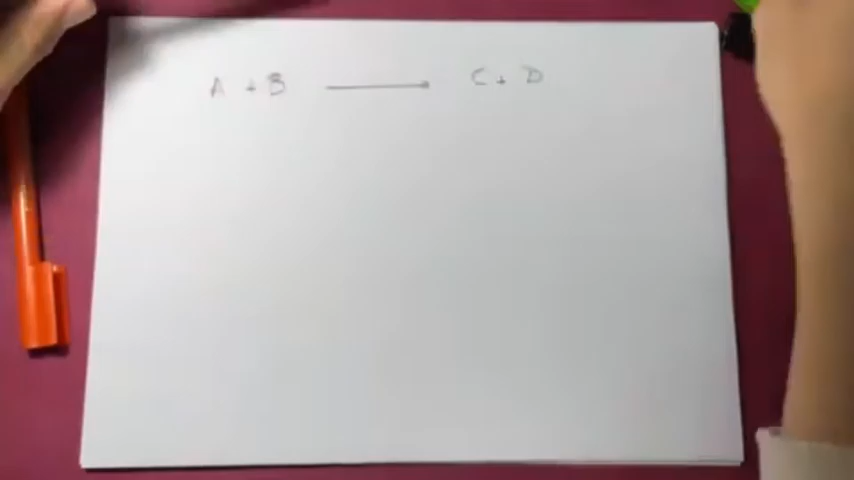 A + B ⟶ C + D